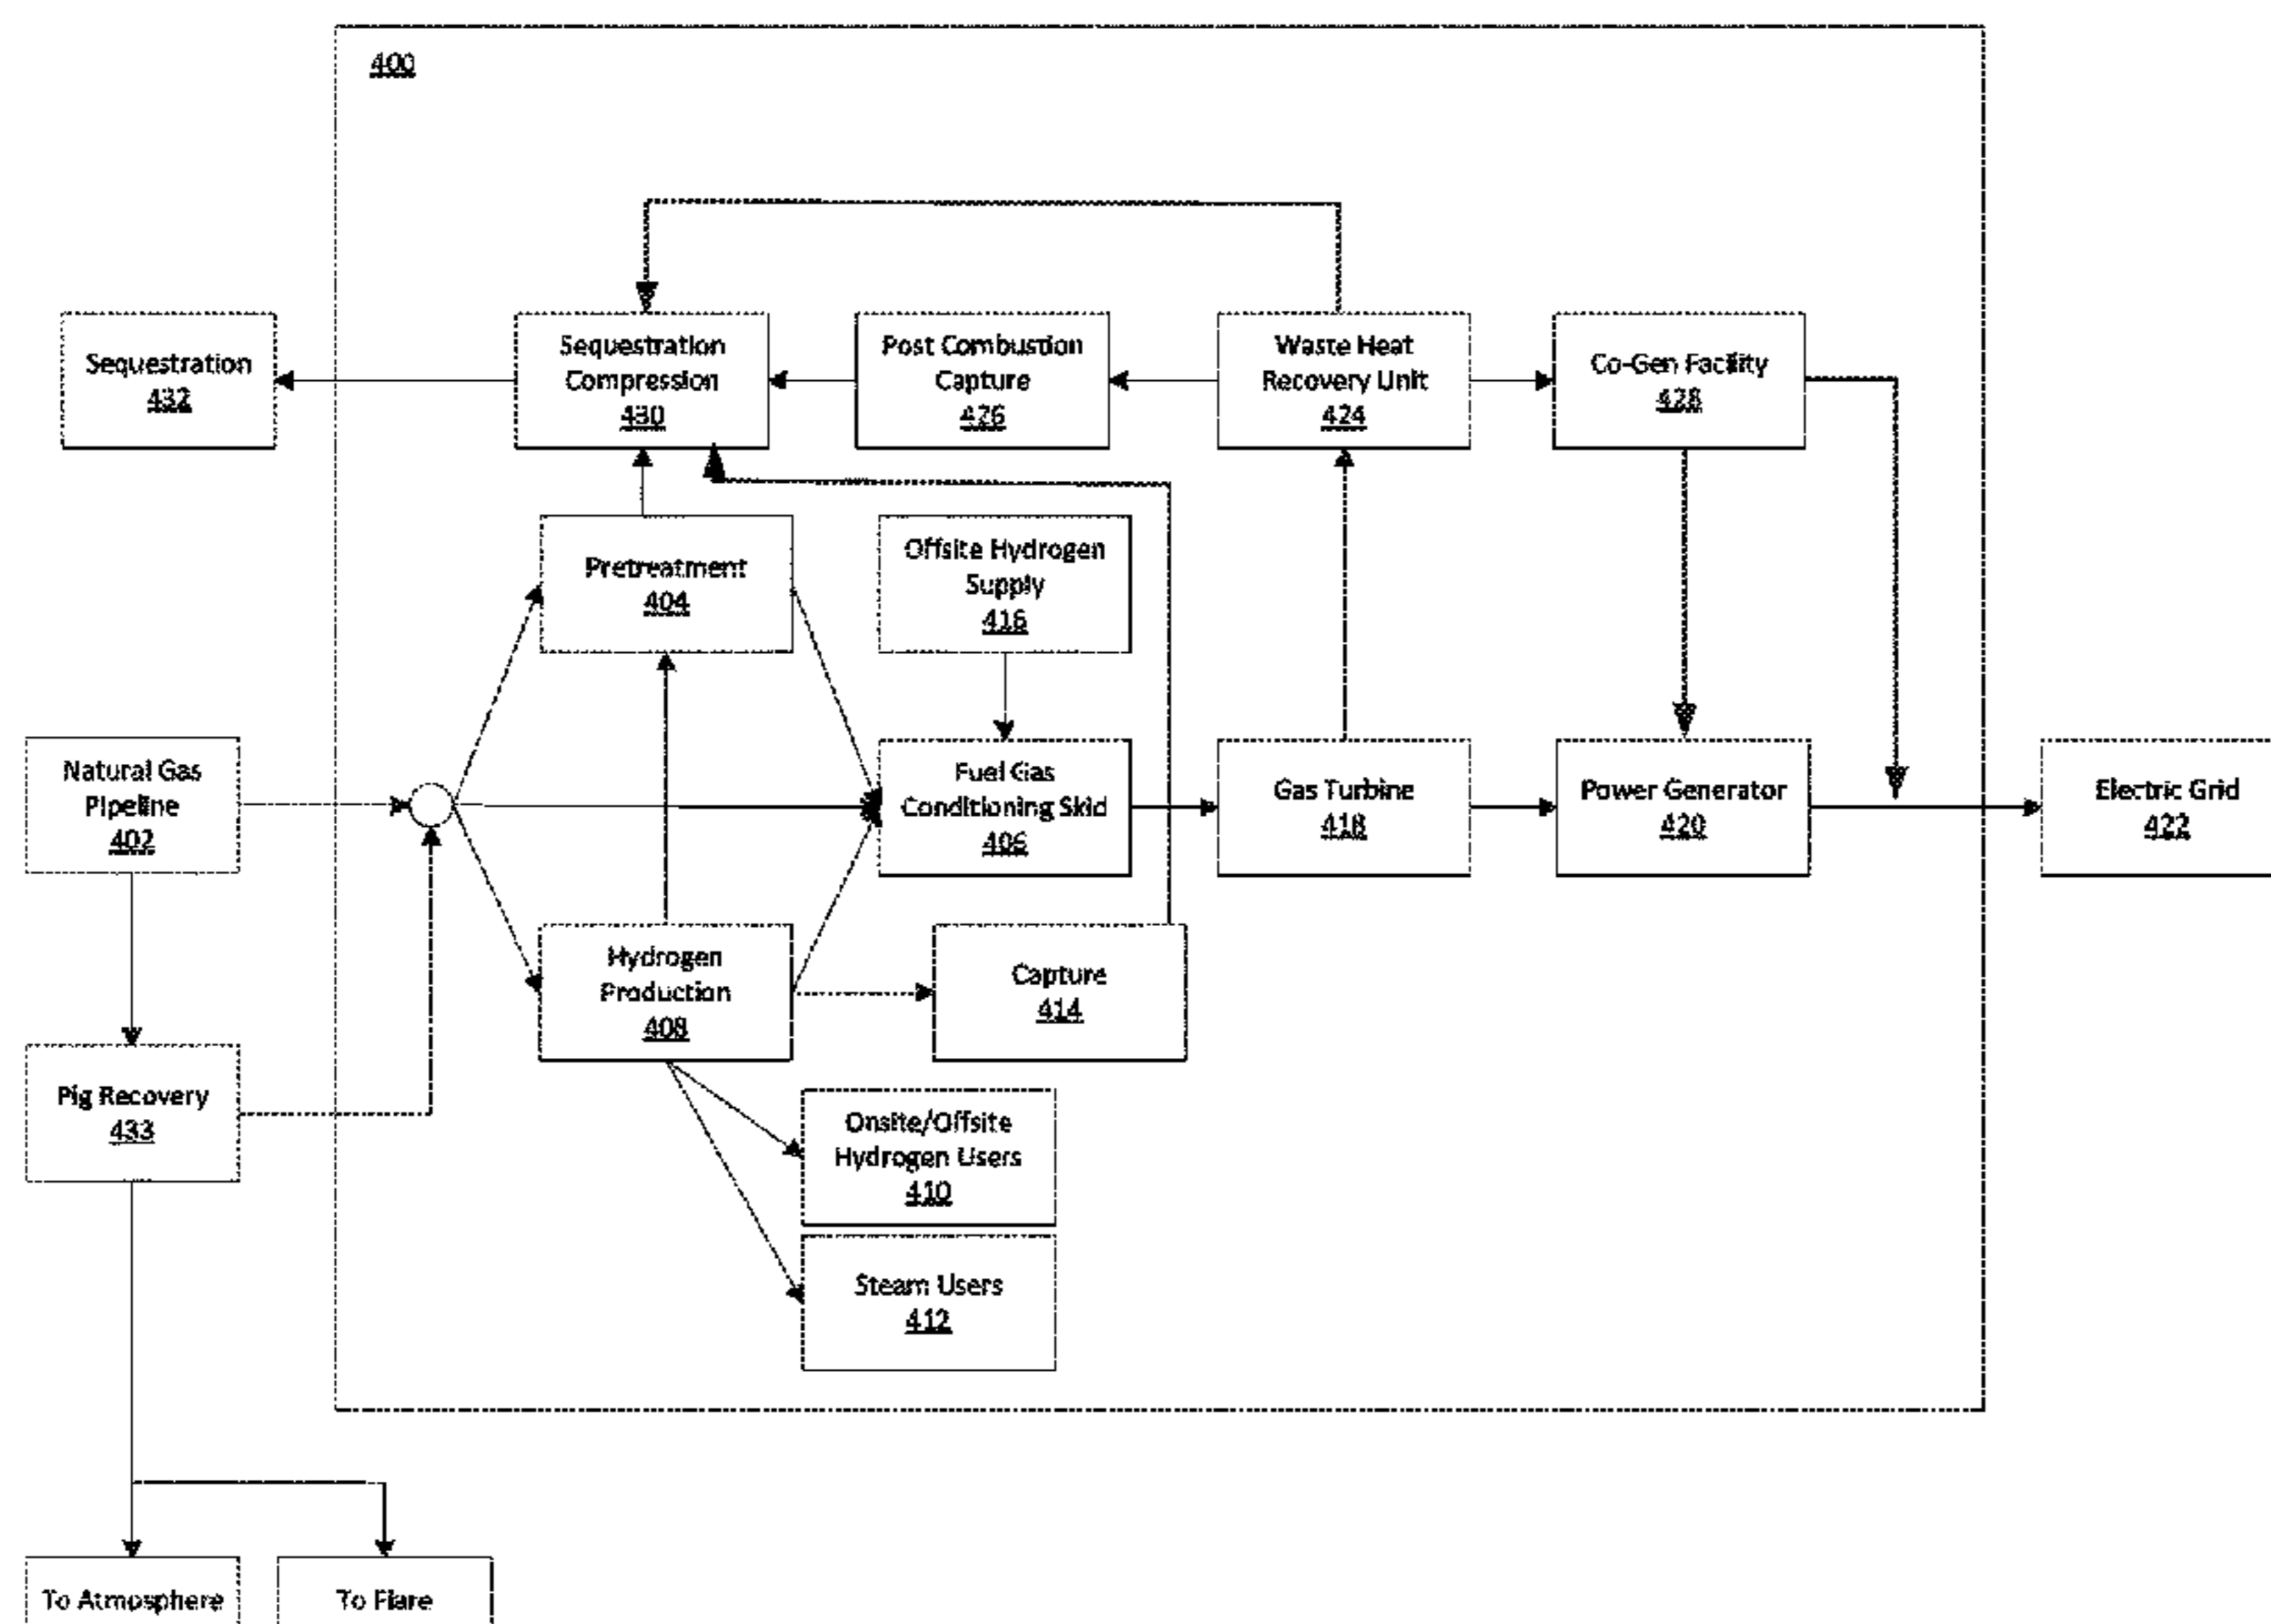 400
Sequestration
432
Sequestration
Compression
430
Post Combustion
Capture
426
Waste Heat
Recovery Unit
424
Co-Gen Facility
428
Pretreatment
404
Offsite Hydrogen
Supply
416
Natural Gas
Pipeline
402
Fuel Gas
Conditioning Skid
406
Gas Turbine
418
Power Generator
420
Electric Grid
422
Hydrogen
Production
408
Capture
414
Pig Recovery
433
Onsite/Offsite
Hydrogen Users
410
Steam Users
412
To Atmosphere
To Flare